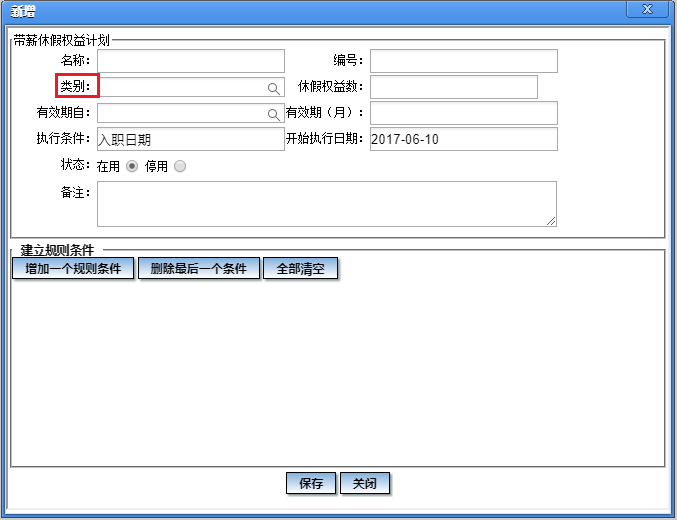 新增
X
带薪休假权益计划
名称: 编号:
类别: 休假权益数:
有效期自: 有效期（月）:
执行条件: 入职日期 开始执行日期: 2017-06-10
状态: 在用 停用
备注:
建立规则条件
增加一个规则条件 删除最后一个条件 全部清空
保存 关闭